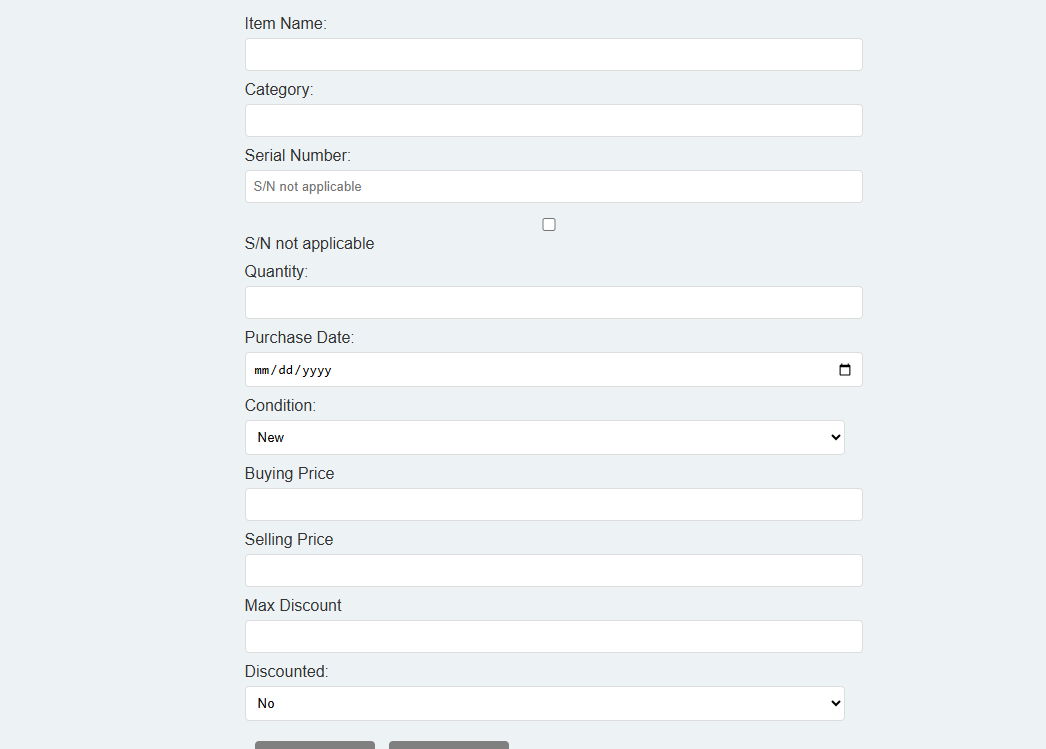 Item Name:
Category:
Serial Number:
S/N not applicable
S/N not applicable
Quantity:
Purchase Date:
mm/dd/yyyy
Condition:
New
Buying Price
Selling Price
Max Discount
Discounted:
No